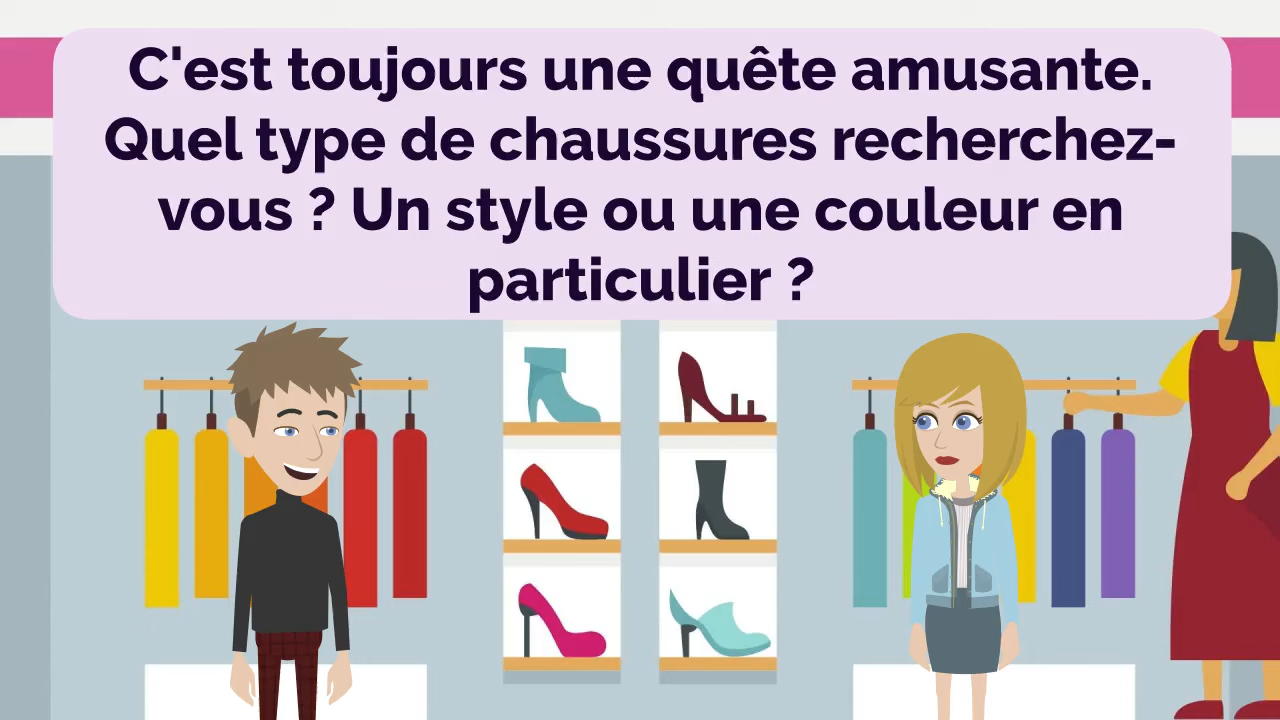 C'est toujours une quête amusante.
Quel type de chaussures recherchez-
vous ? Un style ou une couleur en
particulier ?